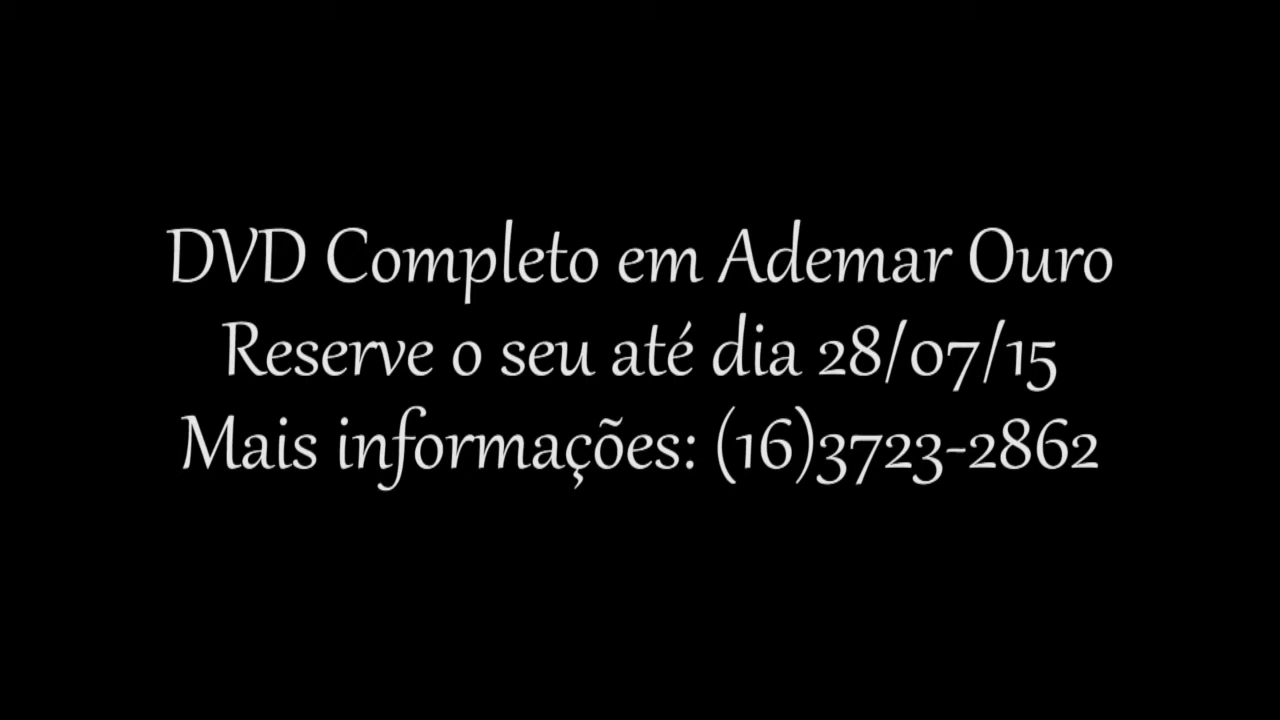 DVD Completo em Ademar Ouro
Reserve o seu até dia 28/07/15
Mais informações: (16)3723-2862